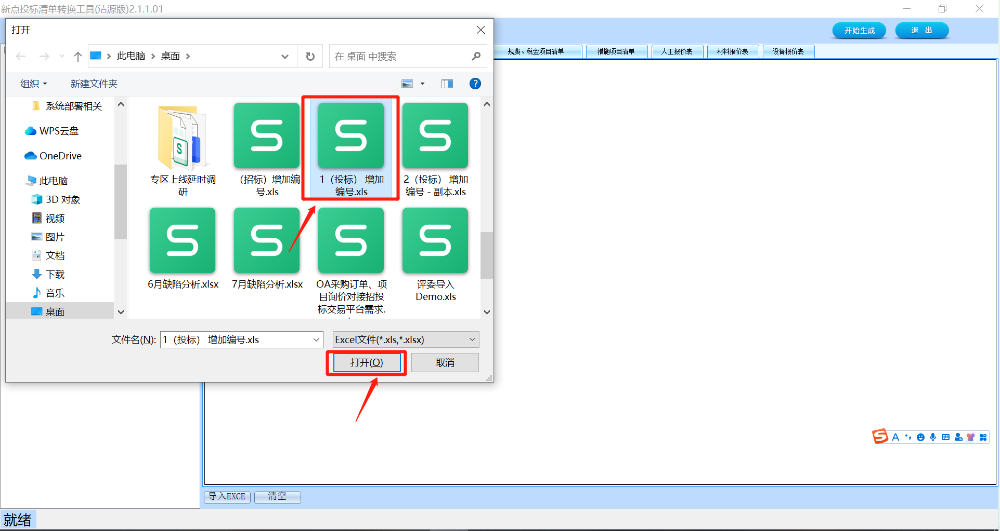 新点投标清单转换工具(洁源版)2.1.1.01
打开
开始生成
退 出
此电脑
桌面
在 桌面 中搜索
规费、税金项目清单
措施项目清单
人工报价表
材料报价表
设备报价表
组织
新建文件夹
系统部署相关
WPS云盘
OneDrive
此电脑
3D 对象
视频
图片
文档
下载
音乐
桌面
专区上线延时调
研
（招标）增加编
号.xls
1（投标） 增加
编号.xls
2（投标） 增加
编号 - 副本.xls
6月缺陷分析.xlsx
7月缺陷分析.xlsx
OA采购订单、项
目询价对接招投
标交易平台需求.
评委导入
Demo.xls
文件名(N):
1（投标） 增加编号.xls
Excel文件(*.xls,*.xlsx)
打开(O)
取消
导入EXCE
清空
就绪